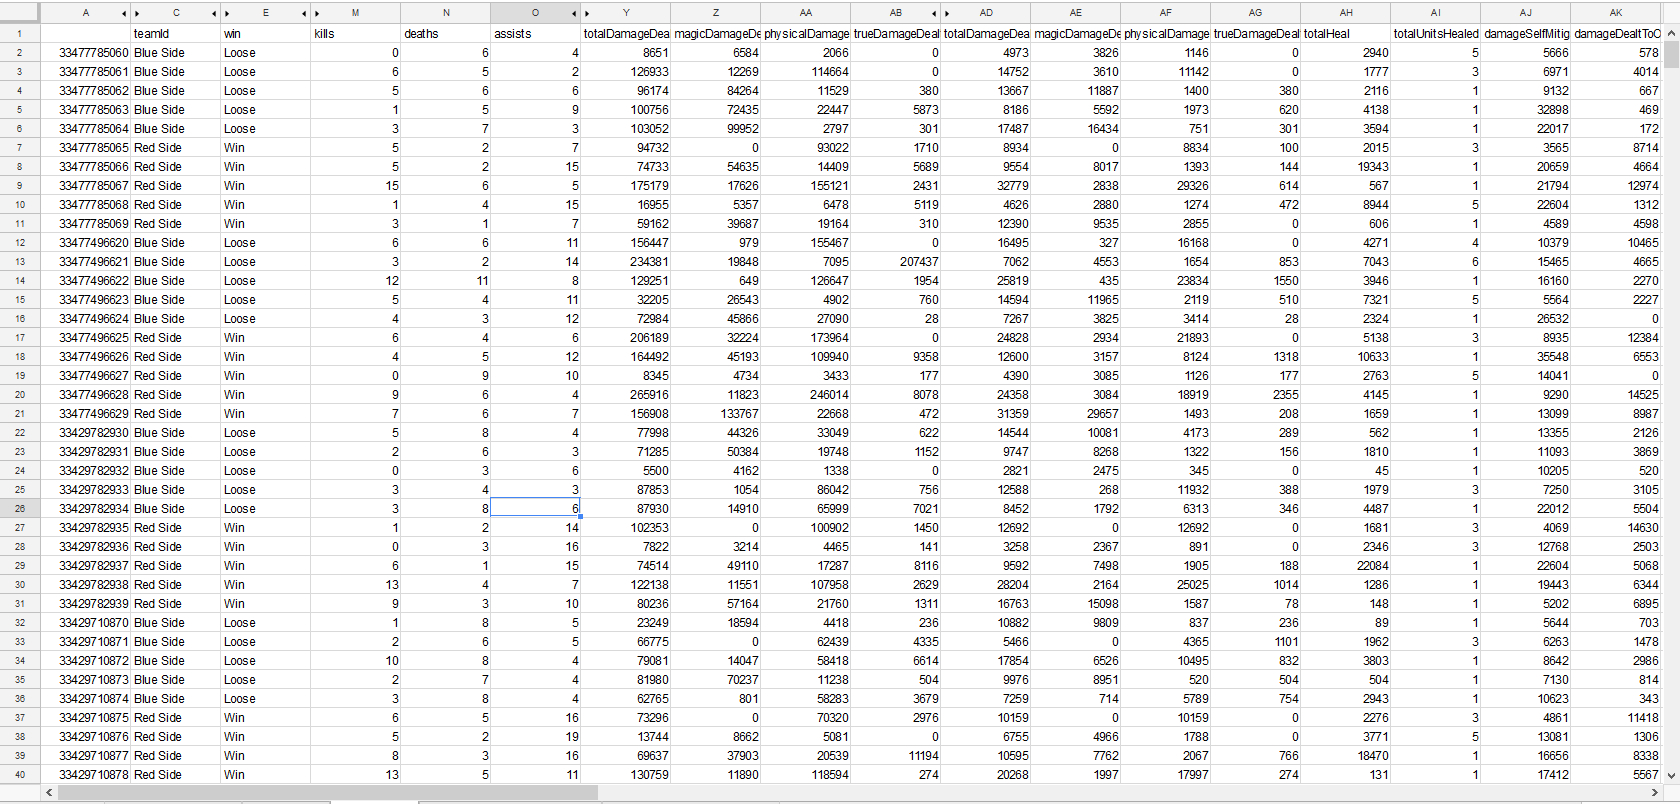 A C E M N O Y Z AA AB AD AE AF AG AH AI AJ AK
1 teamId win kills deaths assists totalDamageDea magicDamageDe physicalDamage trueDamageDeal totalDamageDea magicDamageDe physicalDamage trueDamageDeal totalHeal totalUnitsHealed damageSelfMitig damageDealtToO
2 33477785060 Blue Side Loose 0 6 4 8651 6584 2066 0 4973 3826 1146 0 2940 5 5666 578
3 33477785061 Blue Side Loose 6 5 2 126933 12269 114664 0 14752 3610 11142 0 1777 3 6971 4014
4 33477785062 Blue Side Loose 5 6 6 96174 84264 11529 380 13667 11887 1400 380 2116 1 9132 667
5 33477785063 Blue Side Loose 1 5 9 100756 72435 22447 5873 8186 5592 1973 620 4138 1 32898 469
6 33477785064 Blue Side Loose 3 7 3 103052 99952 2797 301 17487 16434 751 301 3594 1 22017 172
7 33477785065 Red Side Win 5 2 7 94732 0 93022 1710 8934 0 8834 100 2015 3 3565 8714
8 33477785066 Red Side Win 5 2 15 74733 54635 14409 5689 9554 8017 1393 144 19343 1 20659 4664
9 33477785067 Red Side Win 15 6 5 175179 17626 155121 2431 32779 2838 29326 614 567 1 21794 12974
10 33477785068 Red Side Win 1 4 15 16955 5357 6478 5119 4626 2880 1274 472 8944 5 22604 1312
11 33477785069 Red Side Win 3 1 7 59162 39687 19164 310 12390 9535 2855 0 606 1 4589 4598
12 33477496620 Blue Side Loose 6 6 11 156447 979 155467 0 16495 327 16168 0 4271 4 10379 10465
13 33477496621 Blue Side Loose 3 2 14 234381 19848 7095 207437 7062 4553 1654 853 7043 6 15465 4665
14 33477496622 Blue Side Loose 12 11 8 129251 649 126647 1954 25819 435 23834 1550 3946 1 16160 2270
15 33477496623 Blue Side Loose 5 4 11 32205 26543 4902 760 14594 11965 2119 510 7321 5 5564 2227
16 33477496624 Blue Side Loose 4 3 12 72984 45866 27090 28 7267 3825 3414 28 2324 1 26532 0
17 33477496625 Red Side Win 6 4 6 206189 32224 173964 0 24828 2934 21893 0 5138 3 8935 12384
18 33477496626 Red Side Win 4 5 12 164492 45193 109940 9358 12600 3157 8124 1318 10633 1 35548 6553
19 33477496627 Red Side Win 0 9 10 8345 4734 3433 177 4390 3085 1126 177 2763 5 14041 0
20 33477496628 Red Side Win 9 6 4 265916 11823 246014 8078 24358 3084 18919 2355 4145 1 9290 14525
21 33477496629 Red Side Win 7 6 7 156908 133767 22668 472 31359 29657 1493 208 1659 1 13099 8987
22 33429782930 Blue Side Loose 5 8 4 77998 44326 33049 622 14544 10081 4173 289 562 1 13355 2126
23 33429782931 Blue Side Loose 2 6 3 71285 50384 19748 1152 9747 8268 1322 156 1810 1 11093 3869
24 33429782932 Blue Side Loose 0 3 6 5500 4162 1338 0 2821 2475 345 0 45 1 10205 520
25 33429782933 Blue Side Loose 3 4 3 87853 1054 86042 756 12588 268 11932 388 1979 3 7250 3105
26 33429782934 Blue Side Loose 3 8 6 87930 14910 65999 7021 8452 1792 6313 346 4487 1 22012 5504
27 33429782935 Red Side Win 1 2 14 102353 0 100902 1450 12692 0 12692 0 1681 3 4069 14630
28 33429782936 Red Side Win 0 3 16 7822 3214 4465 141 3258 2367 891 0 2346 3 12768 2503
29 33429782937 Red Side Win 6 1 15 74514 49110 17287 8116 9592 7498 1905 188 22084 1 22604 5068
30 33429782938 Red Side Win 13 4 7 122138 11551 107958 2629 28204 2164 25025 1014 1286 1 19443 6344
31 33429782939 Red Side Win 9 3 10 80236 57164 21760 1311 16763 15098 1587 78 148 1 5202 6895
32 33429710870 Blue Side Loose 1 8 5 23249 18594 4418 236 10882 9809 837 236 89 1 5644 703
33 33429710871 Blue Side Loose 2 6 5 66775 0 62439 4335 5466 0 4365 1101 1962 3 6263 1478
34 33429710872 Blue Side Loose 10 8 4 79081 14047 58418 6614 17854 6526 10495 832 3803 1 8642 2986
35 33429710873 Blue Side Loose 2 7 4 81980 70237 11238 504 9976 8951 520 504 504 1 7130 814
36 33429710874 Blue Side Loose 3 8 4 62765 801 58283 3679 7259 714 5789 754 2943 1 10623 343
37 33429710875 Red Side Win 6 5 16 73296 0 70320 2976 10159 0 10159 0 2276 3 4861 11418
38 33429710876 Red Side Win 5 2 19 13744 8662 5081 0 6755 4966 1788 0 3771 5 13081 1306
39 33429710877 Red Side Win 8 3 16 69637 37903 20539 11194 10595 7762 2067 766 18470 1 16656 8338
40 33429710878 Red Side Win 13 5 11 130759 11890 118594 274 20268 1997 17997 274 131 1 17412 5567